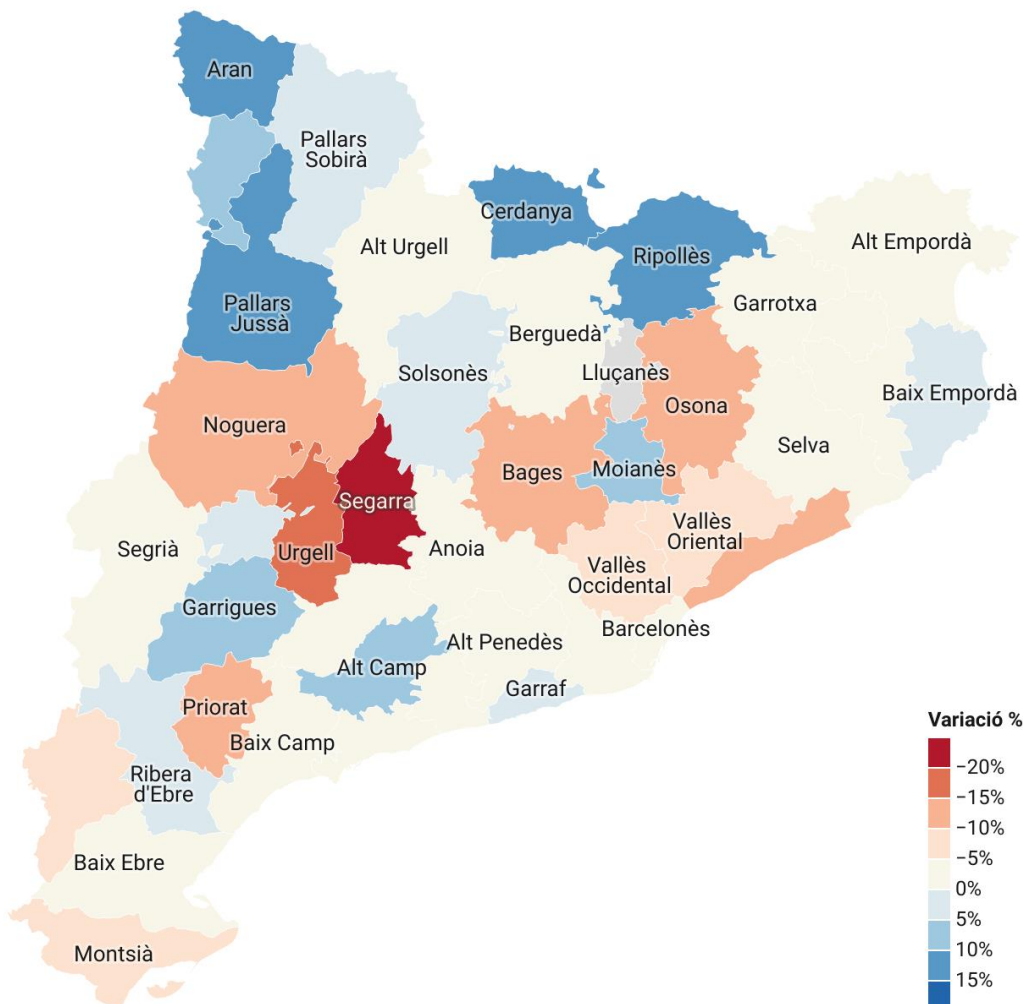 Aran
Pallars
Sobirà
Cerdanya
Alt Urgell
Ripollès
Alt Empordà
Pallars
Jussà
Garrotxa
Berguedà
Solsonès
Lluçanès
Baix Empordà
Osona
Noguera
Selva
Bages
Moianès
Segarra
Vallès
Oriental
Segrià
Urgell
Anoia
Vallès
Occidental
Garrigues
Barcelonès
Alt Penedès
Alt Camp
Garraf
Priorat
Baix Camp
Ribera
d'Ebre
Baix Ebre
Montsià
Variació %
−20%
−15%
−10%
−5%
0%
5%
10%
15%